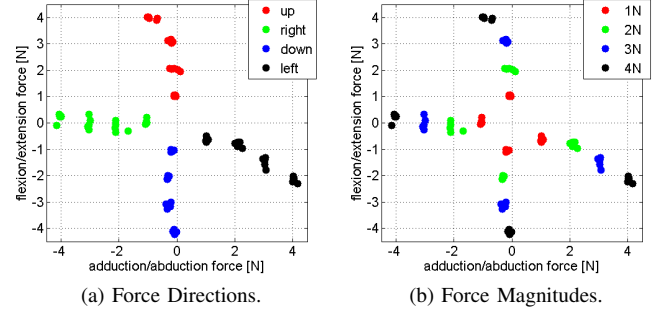 4
3
2
1
0
-1
-2
-3
-4
flexion/extension force [N]
-4 -2 0 2 4
adduction/abduction force [N]
up
right
down
left
(a) Force Directions.
4
3
2
1
0
-1
-2
-3
-4
flexion/extension force [N]
-4 -2 0 2 4
adduction/abduction force [N]
1N
2N
3N
4N
(b) Force Magnitudes.